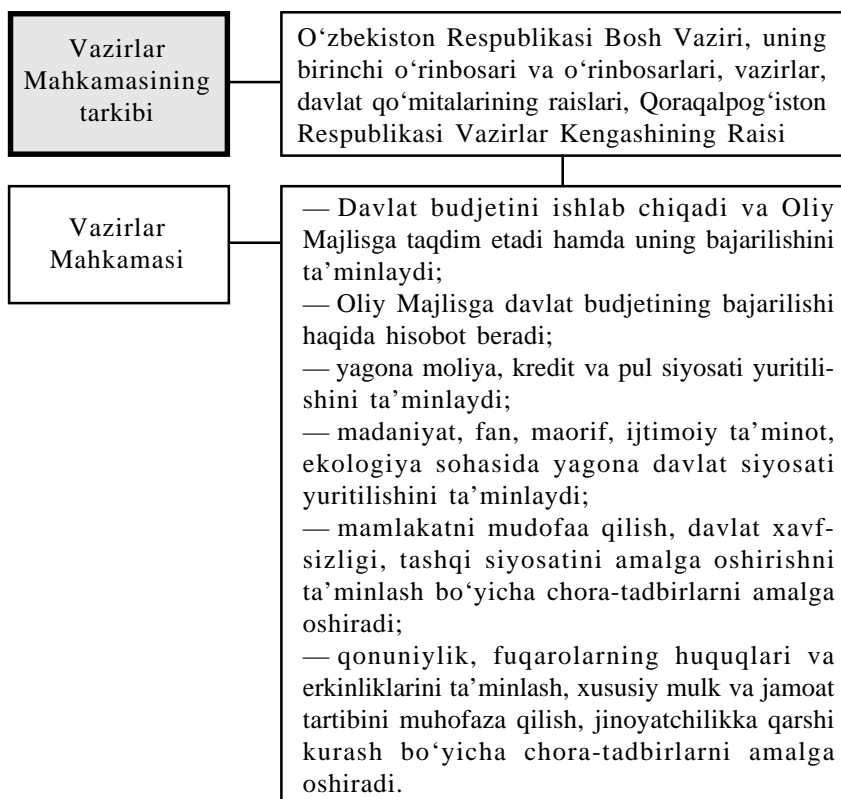 Vazirlar
Mahkamasining
tarkibi
O‘zbekiston Respublikasi Bosh Vaziri, uning
birinchi o‘rinbosari va o‘rinbosarlari, vazirlar,
davlat qo‘mitalarining raislari, Qoraqalpog‘iston
Respublikasi Vazirlar Kengashining Raisi
Vazirlar
Mahkamasi
— Davlat budjetini ishlab chiqadi va Oliy
Majlisga taqdim etadi hamda uning bajarilishini
ta’minlaydi;
— Oliy Majlisga davlat budjetining bajarilishi
haqida hisobot beradi;
— yagona moliya, kredit va pul siyosati yuritili-
shini ta’minlaydi;
— madaniyat, fan, maorif, ijtimoiy ta’minot,
ekologiya sohasida yagona davlat siyosati
yuritilishini ta’minlaydi;
— mamlakatni mudofaa qilish, davlat xavf-
sizligi, tashqi siyosatini amalga oshirishni
ta’minlash bo‘yicha chora-tadbirlarni amalga
oshiradi;
— qonuniylik, fuqarolarning huquqlari va
erkinliklarini ta’minlash, xususiy mulk va jamoat
tartibini muhofaza qilish, jinoyatchilikka qarshi
kurash bo‘yicha chora-tadbirlarni amalga
oshiradi.